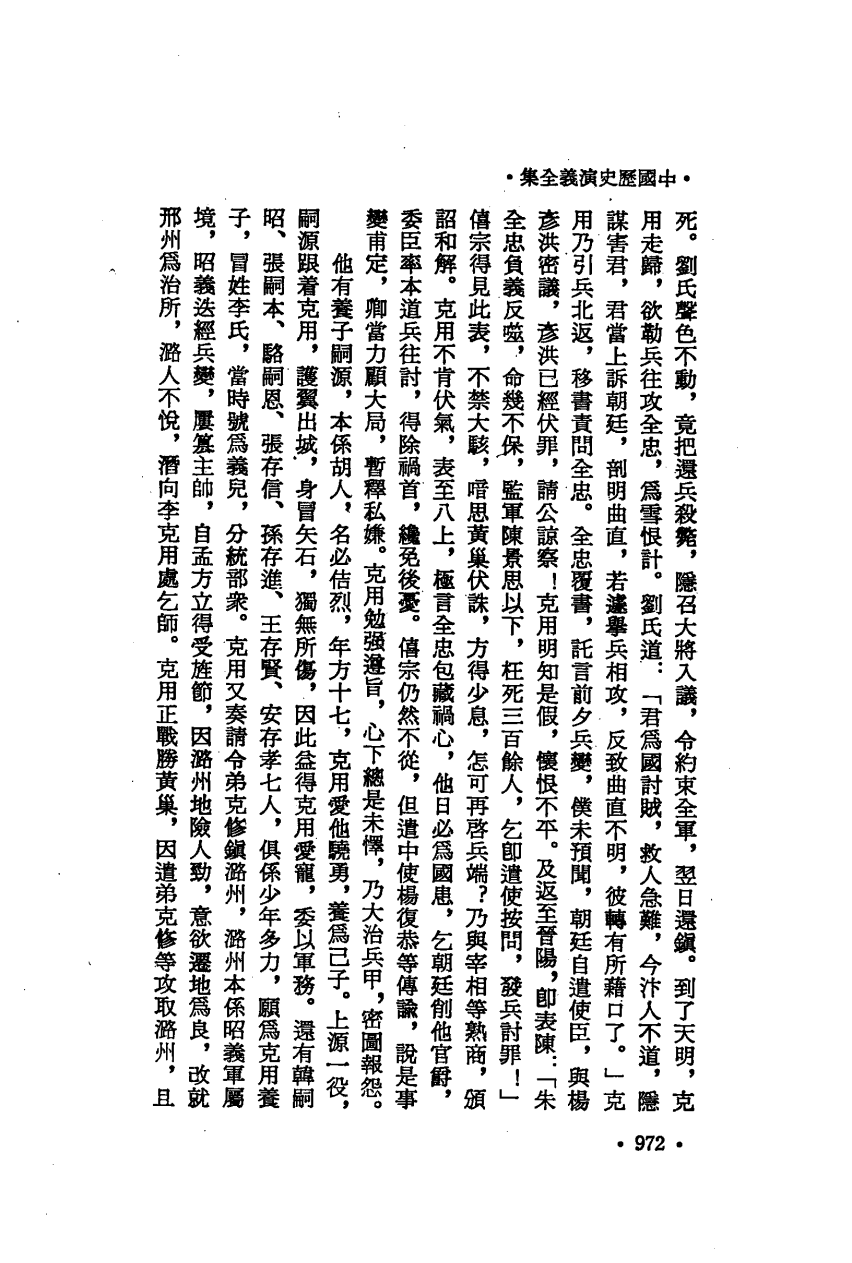 •中國歷史演義全集•
死。劉氏聲色不動，竟把還兵殺斃，隱召大將入議，令約束全軍，翌日還鎮。到了天明，克
用走歸，欲勒兵往攻全忠，爲雪恨計。劉氏道：「君爲國討賊，救人急難，今汴人不道，隱
謀害君，君當上訴朝廷，剖明曲直，若遽舉兵相攻，反致曲直不明，彼轉有所藉口了。」克
用乃引兵北返，移書責問全忠。全忠覆書，託言前夕兵變，僕未預聞，朝廷自遣使臣，與楊
彥洪密議，彥洪已經伏罪，請公諒察！克用明知是假，懷恨不平。及返至晉陽，卽表陳：「朱
全忠負義反噬，命幾不保，監軍陳景思以下，枉死三百餘人，乞卽遣使按問，發兵討罪！」
僖宗得見此表，不禁大駭，暗思黃巢伏誅，方得少息，怎可再啓兵端？乃與宰相等熟商，頒
詔和解。克用不肯伏氣，表至八上，極言全忠包藏禍心，他日必爲國患，乞朝廷削他官爵，
委臣率本道兵往討，得除禍首，纔免後憂。僖宗仍然不從，但遣中使楊復恭等傳諭，說是事
變甫定，卿當力顧大局，暫釋私嫌。克用勉强遵旨，心下總是未懌，乃大治兵甲，密圖報怨。
他有養子嗣源，本係胡人，名必佶烈，年方十七，克用愛他驍勇，養爲己子。上源一役，
嗣源跟着克用，護翼出城，身冒矢石，獨無所傷，因此益得克用愛寵，委以軍務。還有韓嗣
昭、張嗣本、駱嗣恩、張存信、孫存進、王存賢、安存孝七人，俱係少年多力，願爲克用養
子，冒姓李氏，當時號爲義兒，分統部衆。克用又奏請令弟克修鎮潞州，潞州本係昭義軍屬
境，昭義迭經兵變，屢篡主帥，自孟方立得受旌節，因潞州地險人勁，意欲遷地爲良，改就
邢州爲治所，潞人不悅，潛向李克用處乞師。克用正戰勝黃巢，因遣弟克修等攻取潞州，且
•972•